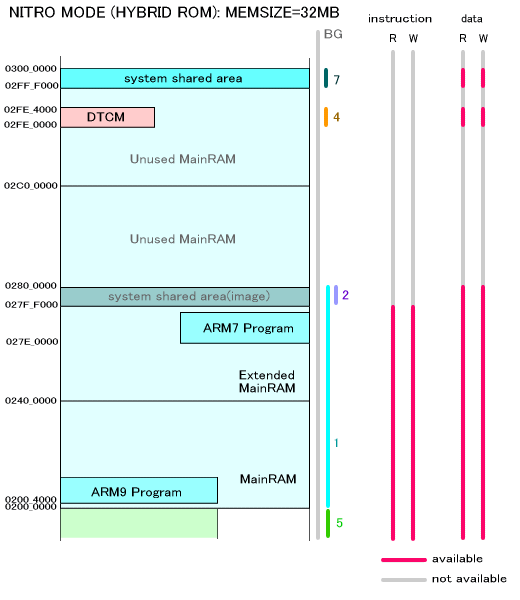 NITRO MODE (HYBRID ROM): MEMSIZE=32MB
BG
instruction
data
R W
R W
0300_0000
system shared area
7
02FF_F000
02FE_4000
DTCM
4
02FE_0000
Unused MainRAM
02C0_0000
Unused MainRAM
0280_0000
system shared area(image)
2
027F_F000
ARM7 Program
027E_0000
Extended
MainRAM
0240_0000
1
MainRAM
ARM9 Program
0200_4000
0200_0000
5
available
not available